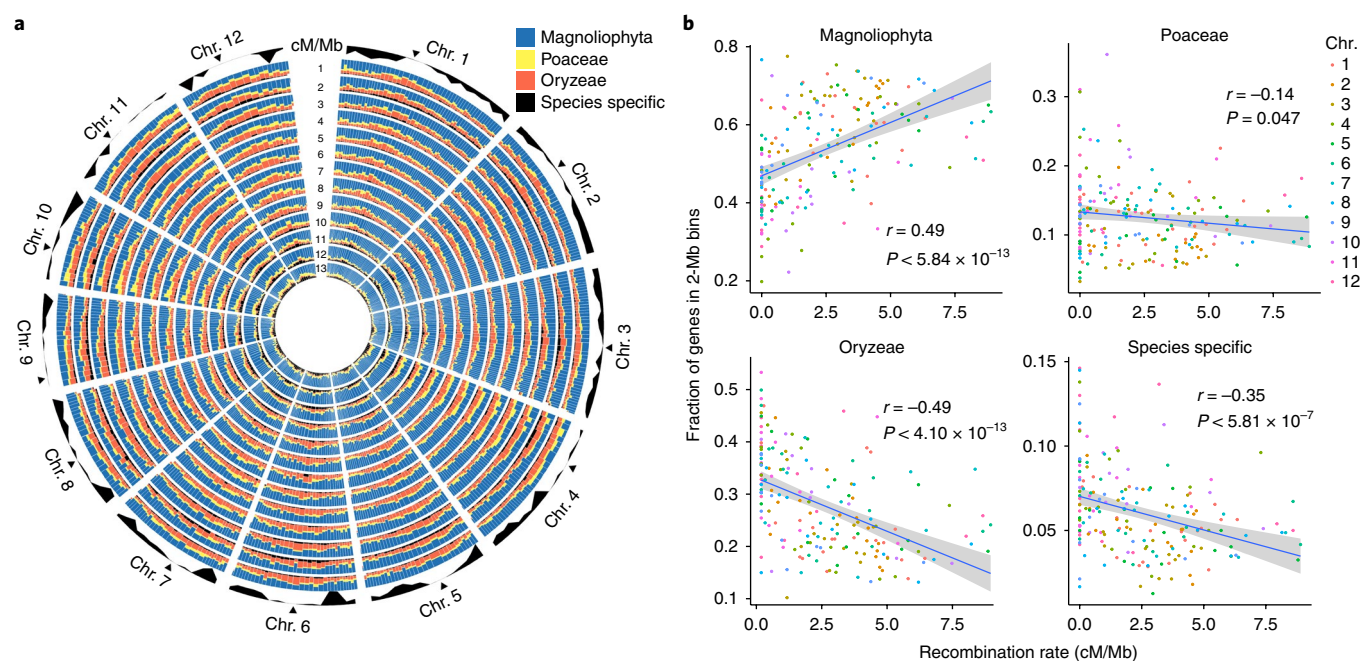 a
cM/Mb
1
2
3
4
5
6
7
8
9
10
11
12
13
Chr. 1
Chr. 2
Chr. 3
Chr. 4
Chr. 5
Chr. 6
Chr. 7
Chr. 8
Chr. 9
Chr. 10
Chr. 11
Chr. 12
Magnoliophyta
Poaceae
Oryzeae
Species specific
b
Fraction of genes in 2-Mb bins
Magnoliophyta
0.8
0.6
0.4
0.2
r = 0.49
P < 5.84 × 10⁻¹³
0.0
2.5
5.0
7.5
Poaceae
0.3
0.2
0.1
r = –0.14
P = 0.047
0.0
2.5
5.0
7.5
Chr.
1
2
3
4
5
6
7
8
9
10
11
12
Oryzeae
0.5
0.4
0.3
0.2
0.1
r = –0.49
P < 4.10 × 10⁻¹³
0.0
2.5
5.0
7.5
Species specific
0.15
0.10
0.05
r = –0.35
P < 5.81 × 10⁻⁷
0.0
2.5
5.0
7.5
Recombination rate (cM/Mb)